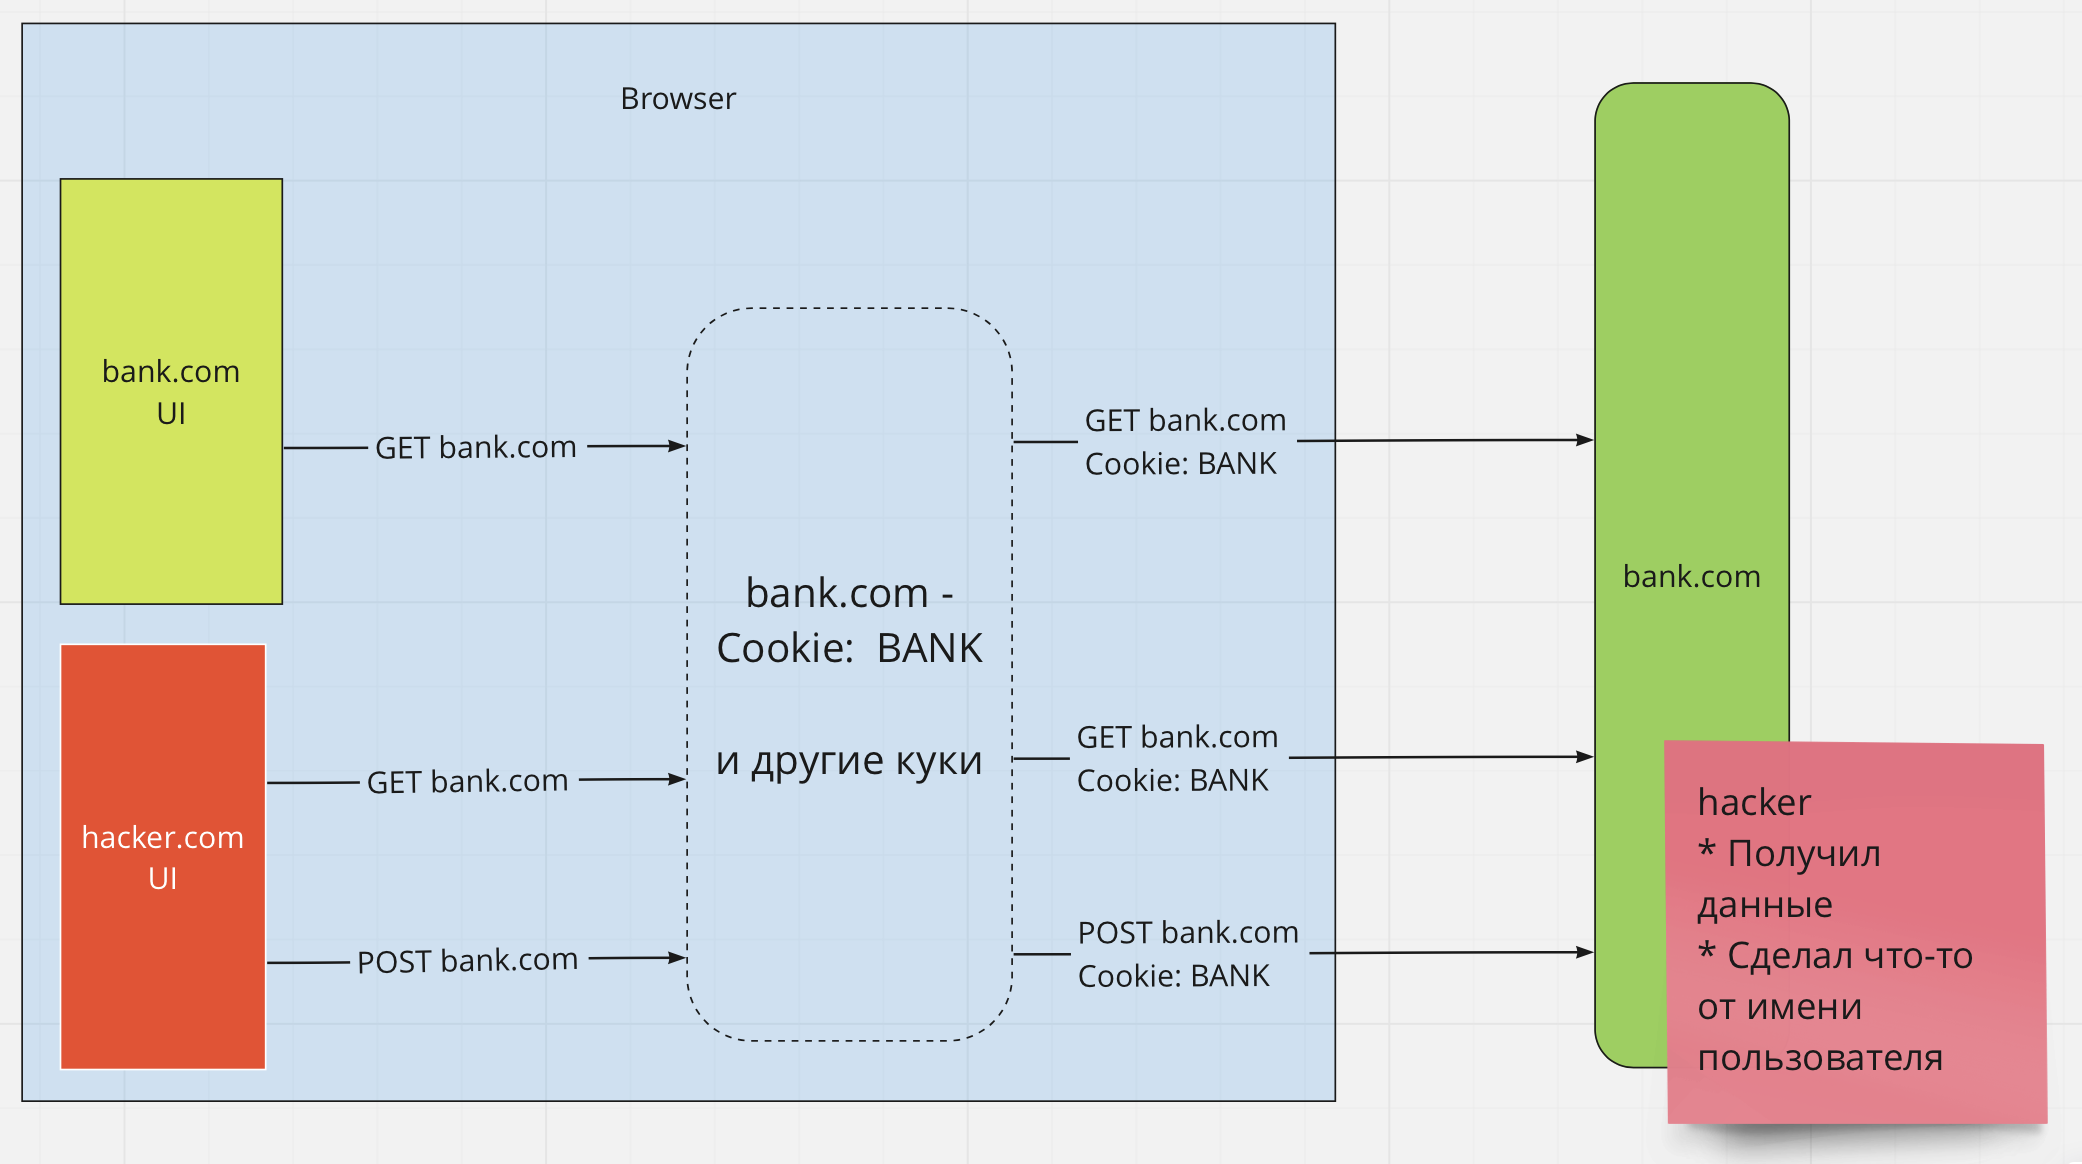 Browser
bank.com
UI
GET bank.com
GET bank.com
Cookie: BANK
bank.com -
Cookie:  BANK
и другие куки
bank.com
hacker.com
UI
GET bank.com
GET bank.com
Cookie: BANK
POST bank.com
POST bank.com
Cookie: BANK
hacker
* Получил
данные
* Сделал что-то
от имени
пользователя